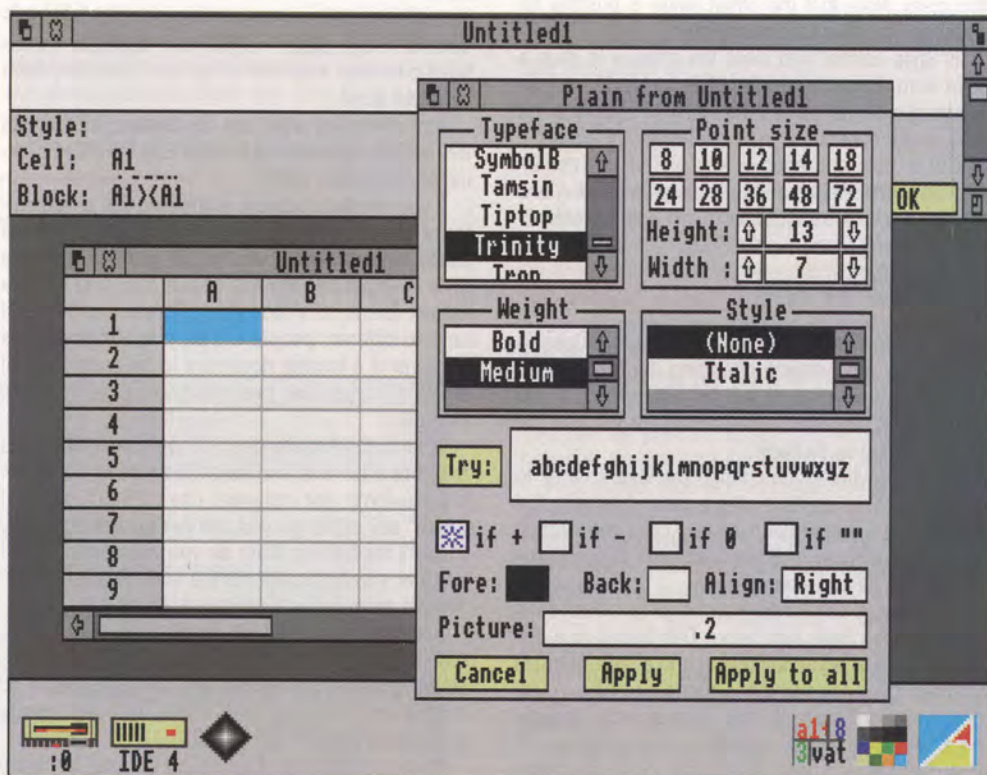 Untitled1
Style:
Cell: A1
Block: A1><A1
OK
Untitled1
A B C
1
2
3
4
5
6
7
8
9
Plain from Untitled1
Typeface
SymbolB
Tamsin
Tiptop
Trinity
Point size
8 10 12 14 18
24 28 36 48 72
Height: 13
Width : 7
Weight
Bold
Medium
Style
(None)
Italic
Try: abcdefghijklmnopqrstuvwxyz
if + if - if 0 if ""
Fore: Back: Align: Right
Picture: .2
Cancel Apply Apply to all
:0 IDE 4
3 vat